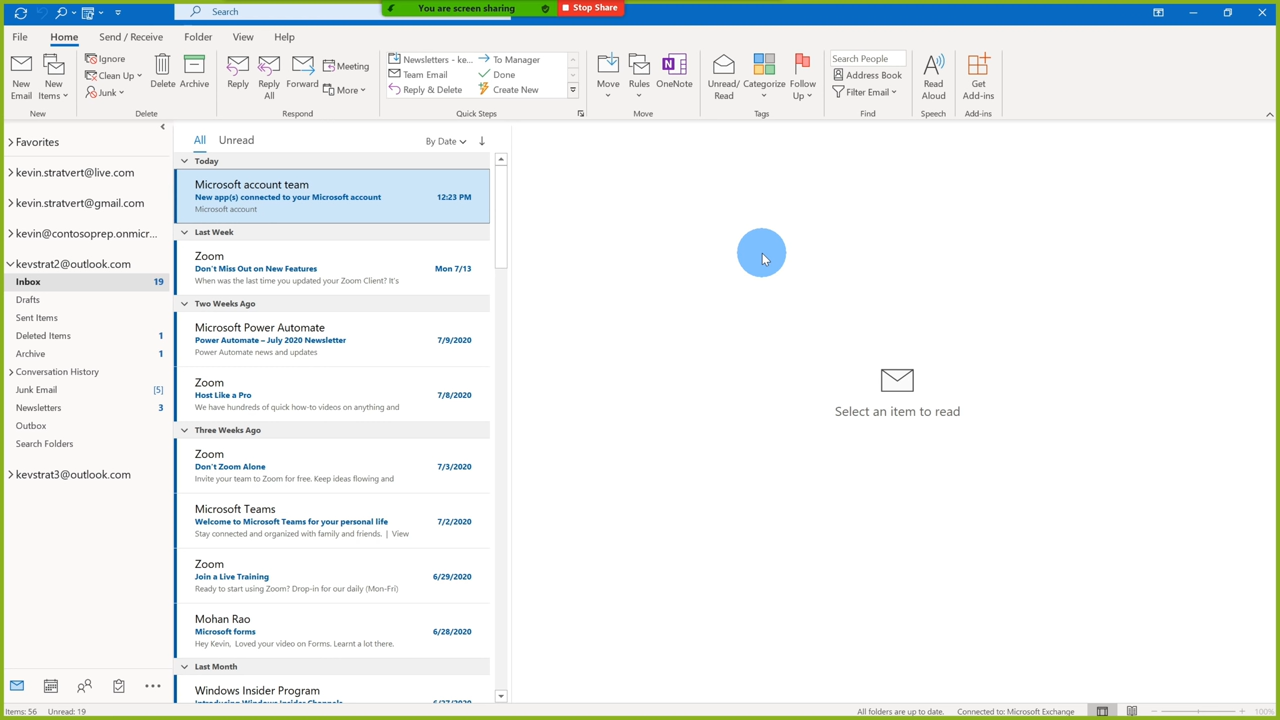 Search
You are screen sharing
Stop Share
File
Home
Send / Receive
Folder
View
Help
New Email
New Items
Ignore
Clean Up
Junk
Delete
Archive
Reply
Reply All
Forward
Meeting
More
Newsletters - ke...
To Manager
Team Email
Done
Reply & Delete
Create New
Move
Rules
OneNote
Unread/ Read
Categorize
Follow Up
Search People
Address Book
Filter Email
Read Aloud
Get Add-ins
New
Delete
Respond
Quick Steps
Move
Tags
Find
Speech
Add-ins
Favorites
kevin.stratvert@live.com
kevin.stratvert@gmail.com
kevin@contosoprep.onmicr...
kevstrat2@outlook.com
Inbox 19
Drafts
Sent Items
Deleted Items 1
Archive 1
Conversation History
Junk Email [5]
Newsletters 3
Outbox
Search Folders
kevstrat3@outlook.com
All
Unread
By Date
Today
Microsoft account team
New app(s) connected to your Microsoft account 12:23 PM
Microsoft account
Last Week
Zoom
Don't Miss Out on New Features Mon 7/13
When was the last time you updated your Zoom Client? It's
Two Weeks Ago
Microsoft Power Automate
Power Automate – July 2020 Newsletter 7/9/2020
Power Automate news and updates
Zoom
Host Like a Pro 7/8/2020
We have hundreds of quick how-to videos on anything and
Three Weeks Ago
Zoom
Don't Zoom Alone 7/3/2020
Invite your team to Zoom for free. Keep ideas flowing and
Microsoft Teams
Welcome to Microsoft Teams for your personal life 7/2/2020
Stay connected and organized with family and friends. | View
Zoom
Join a Live Training 6/29/2020
Ready to start using Zoom? Drop-in for our daily (Mon-Fri)
Mohan Rao
Microsoft forms 6/28/2020
Hey Kevin, Loved your video on Forms. Learnt a lot there.
Last Month
Windows Insider Program
Introducing Windows Insider Channels 6/27/2020
Select an item to read
Items: 56 Unread: 19
All folders are up to date. Connected to: Microsoft Exchange 100%